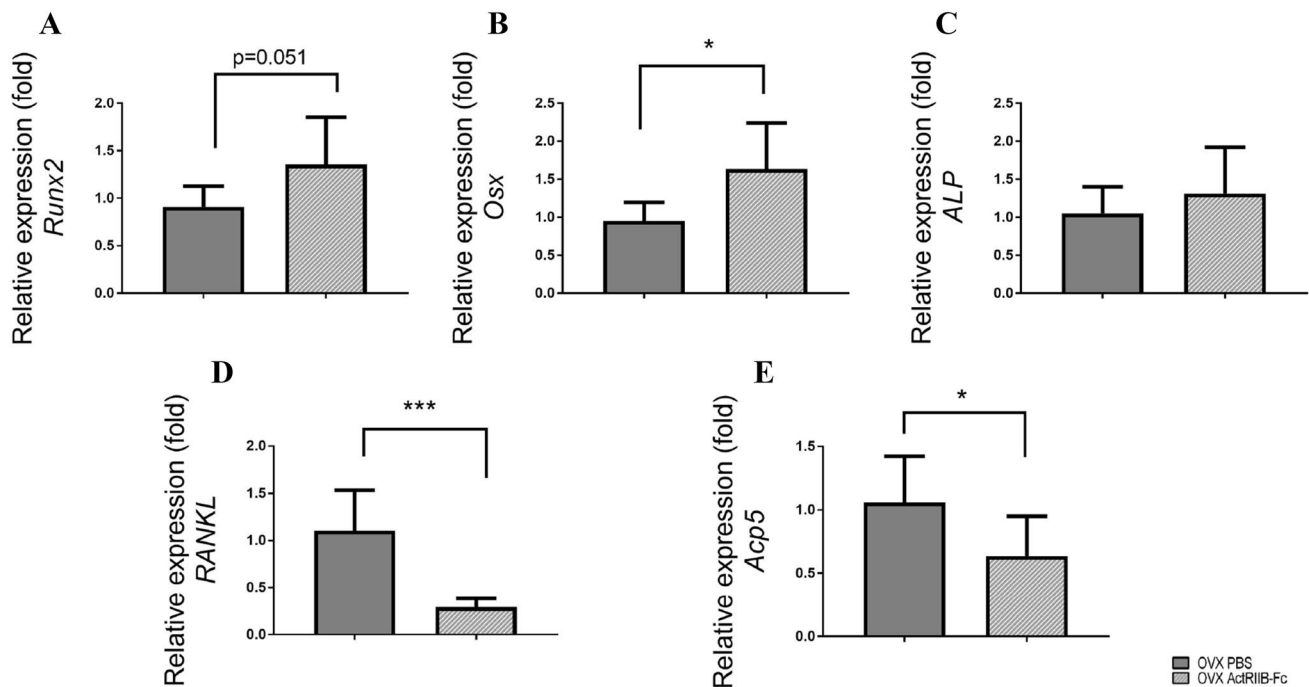 A
Relative expression (fold)
Runx2
p=0.051
2.0
1.5
1.0
0.5
0.0
B
Relative expression (fold)
Osx
*
2.5
2.0
1.5
1.0
0.5
0.0
C
Relative expression (fold)
ALP
2.5
2.0
1.5
1.0
0.5
0.0
D
Relative expression (fold)
RANKL
***
2.0
1.5
1.0
0.5
0.0
E
Relative expression (fold)
Acp5
*
1.5
1.0
0.5
0.0
OVX PBS
OVX ActRIIB-Fc